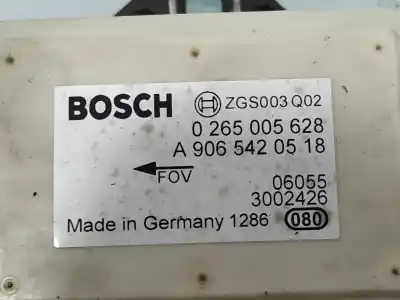 BOSCH ZGS003 Q02
0 265 005 628
A 906 542 05 18
FOV
06055
3002426
Made in Germany 1286 080